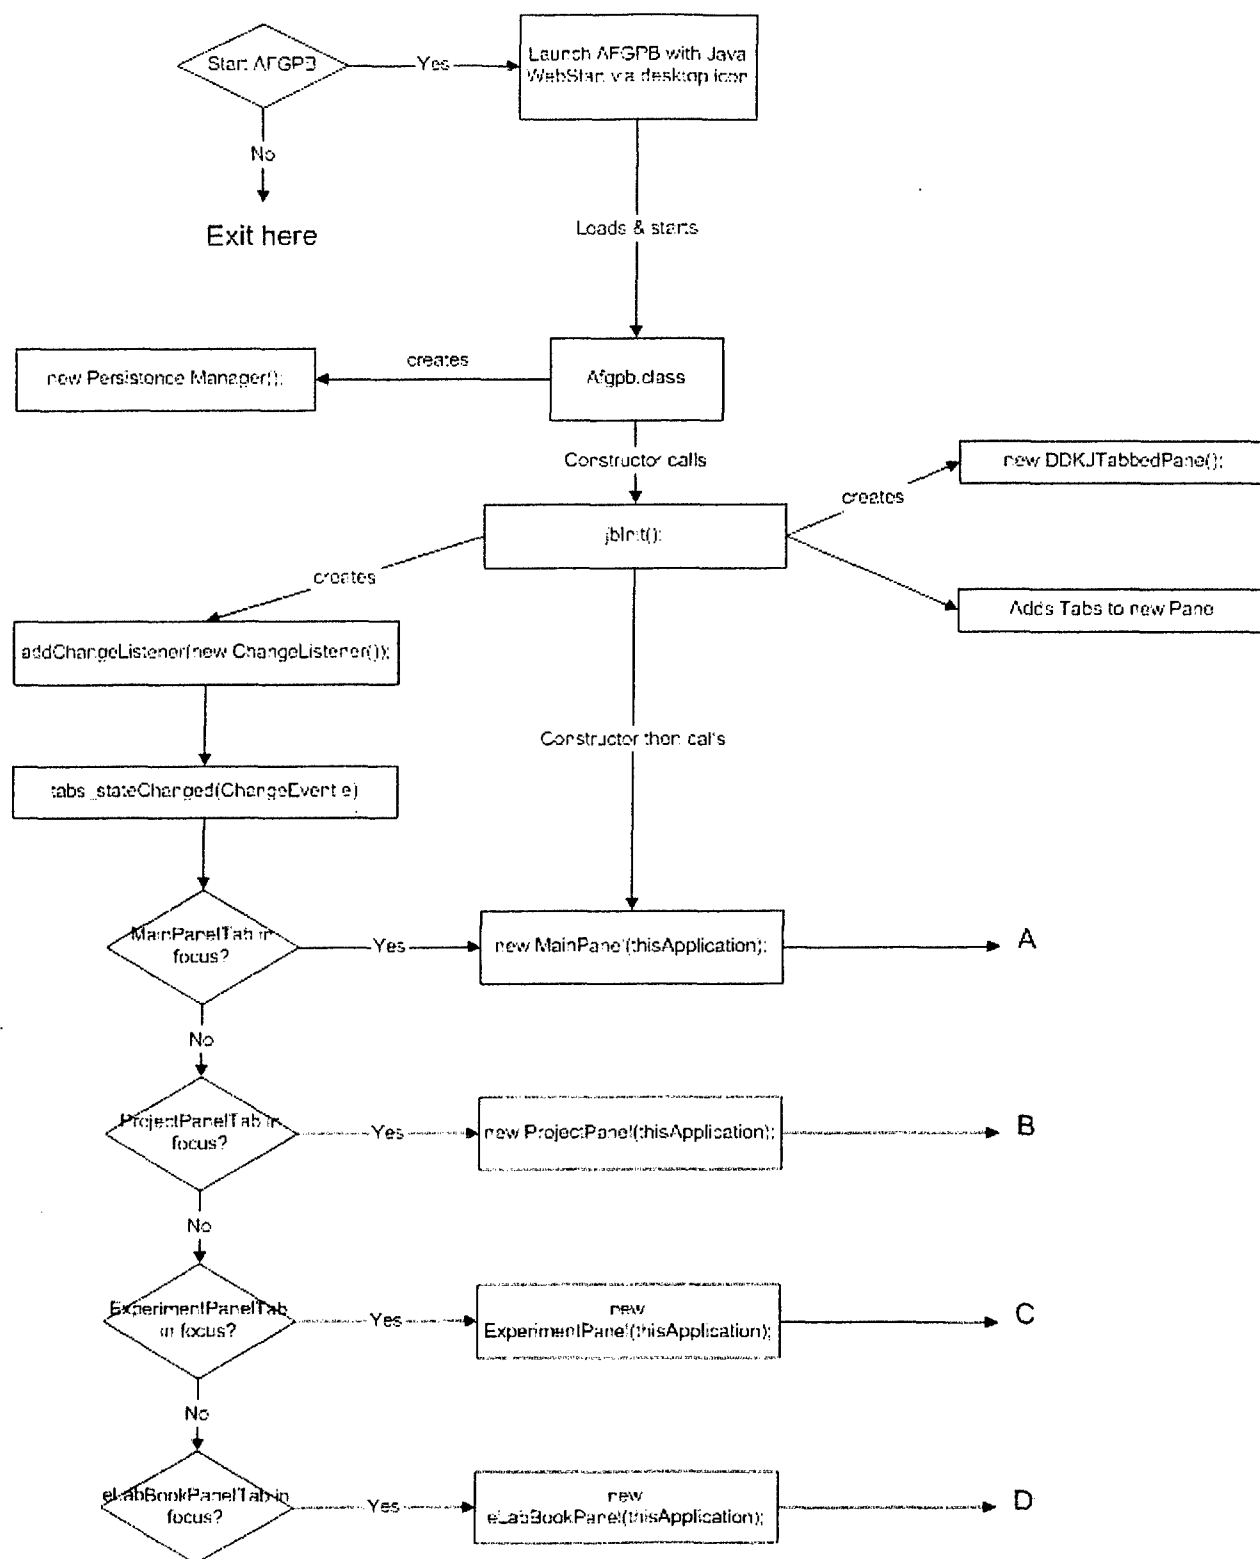 Start AFGPB
Yes
Launch AFGPB with Java
WebStart via desktop icon
No
Exit here
Loads & starts
new Persistence Manager();
creates
Afgpb.class
Constructor calls
new DDKJTabbedPane();
creates
jbInit();
creates
Adds Tabs to new Pane
addChangeListener(new ChangeListener());
Constructor then calls
tabs_stateChanged(ChangeEvent e)
MainPanelTab in
focus?
Yes
new MainPanel(thisApplication);
A
No
ProjectPanelTab in
focus?
Yes
new ProjectPanel(thisApplication);
B
No
ExperimentPanelTab
in focus?
Yes
new
ExperimentPanel(thisApplication);
C
No
eLabBookPanelTab in
focus?
Yes
new
eLabBookPanel(thisApplication);
D